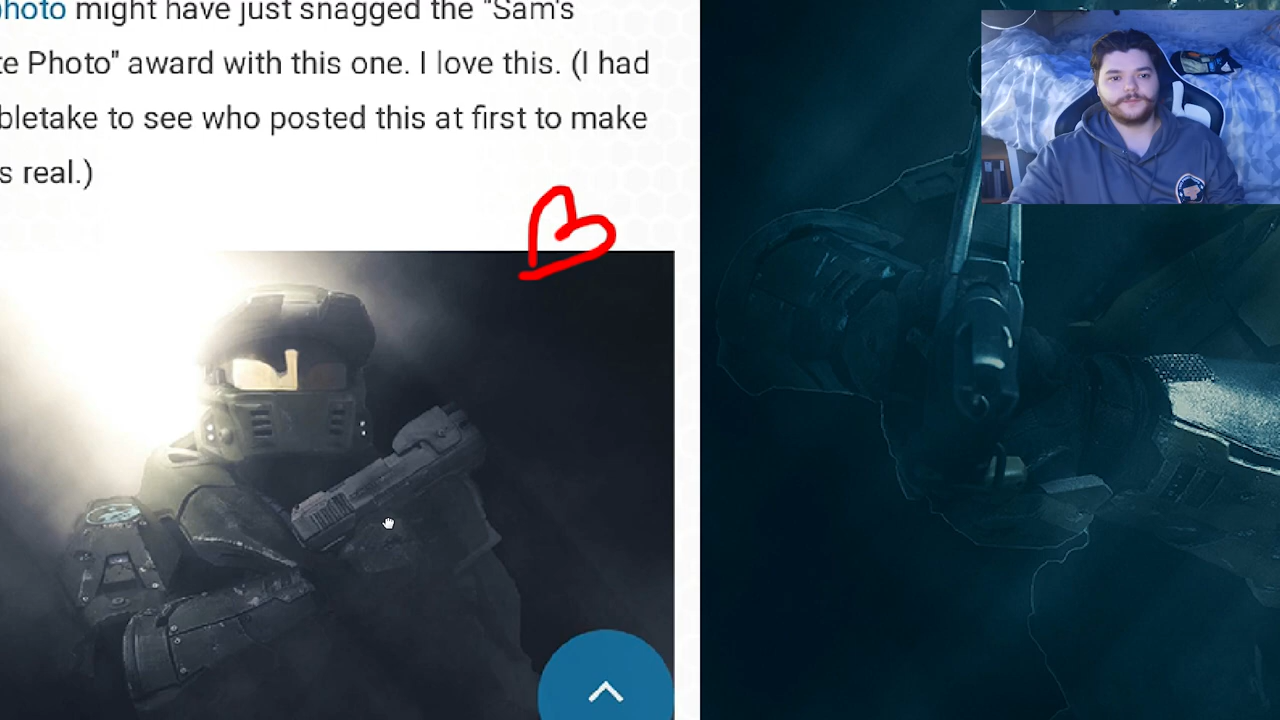 photo might have just snagged the "Sam's
te Photo" award with this one. I love this. (I had
bletake to see who posted this at first to make
s real.)